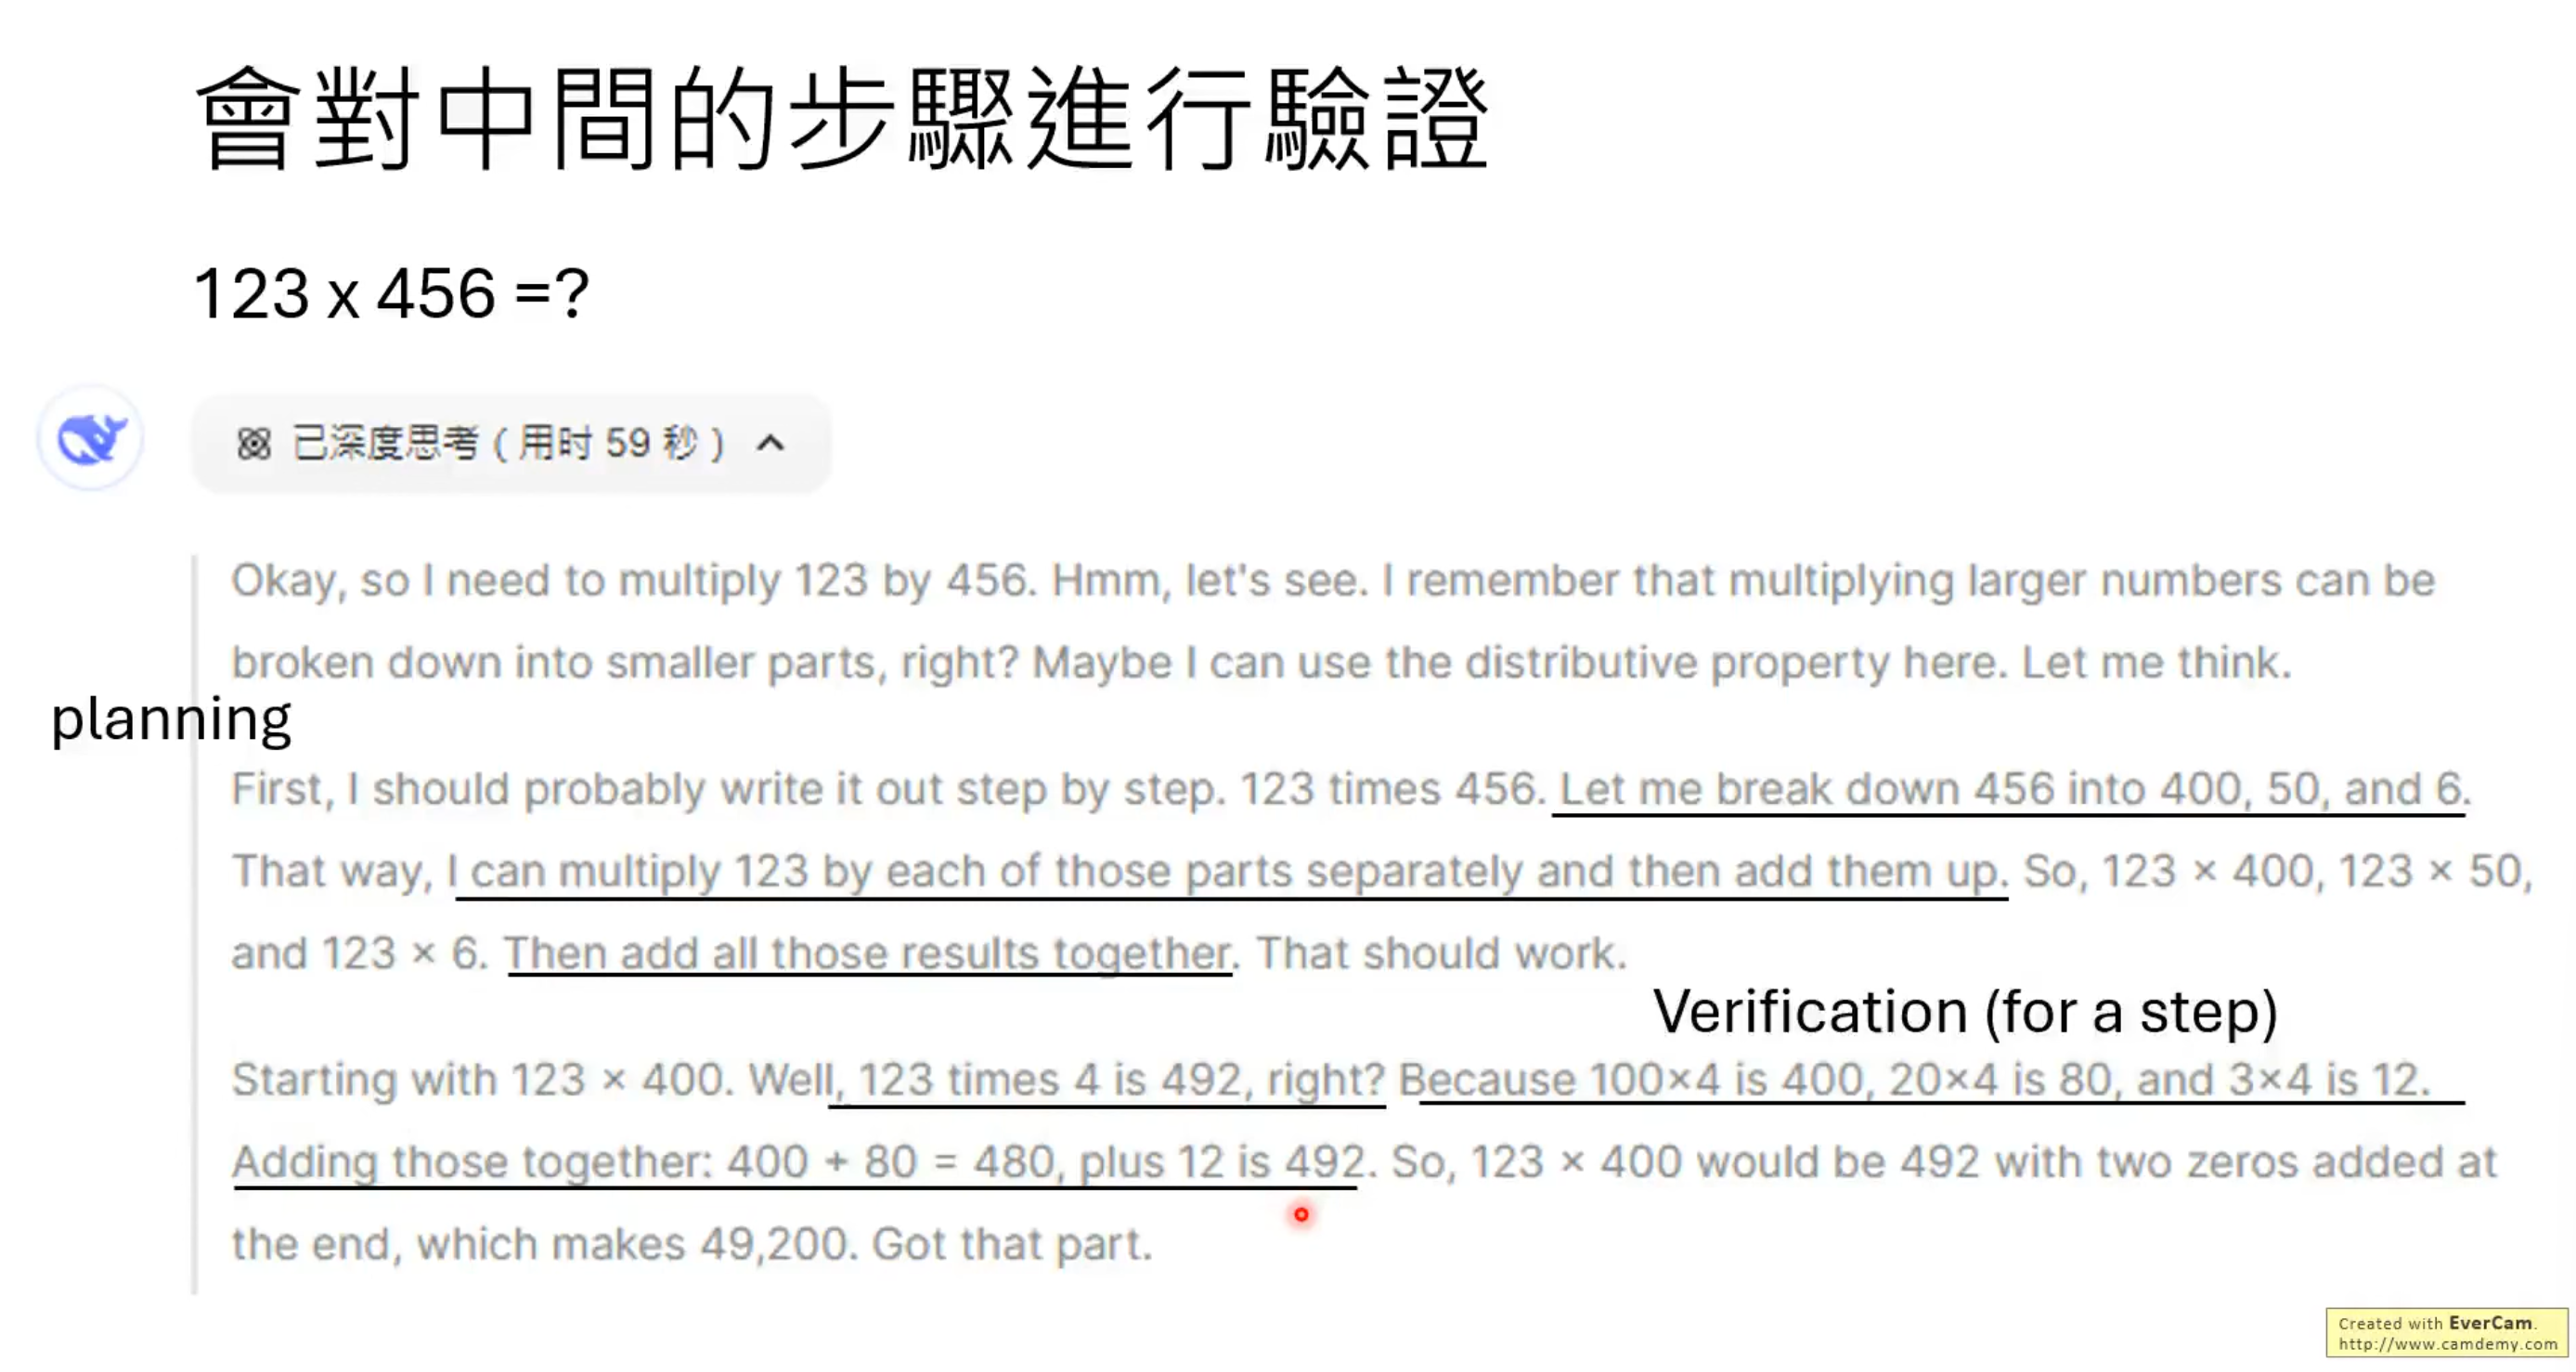 會對中間的步驟進行驗證
123 x 456 =?
已深度思考 ( 用时 59 秒 )
Okay, so I need to multiply 123 by 456. Hmm, let's see. I remember that multiplying larger numbers can be
broken down into smaller parts, right? Maybe I can use the distributive property here. Let me think.
planning
First, I should probably write it out step by step. 123 times 456. Let me break down 456 into 400, 50, and 6.
That way, I can multiply 123 by each of those parts separately and then add them up. So, 123 × 400, 123 × 50,
and 123 × 6. Then add all those results together. That should work.
Verification (for a step)
Starting with 123 × 400. Well, 123 times 4 is 492, right? Because 100×4 is 400, 20×4 is 80, and 3×4 is 12.
Adding those together: 400 + 80 = 480, plus 12 is 492. So, 123 × 400 would be 492 with two zeros added at
the end, which makes 49,200. Got that part.
Created with EverCam.
http://www.camdemy.com